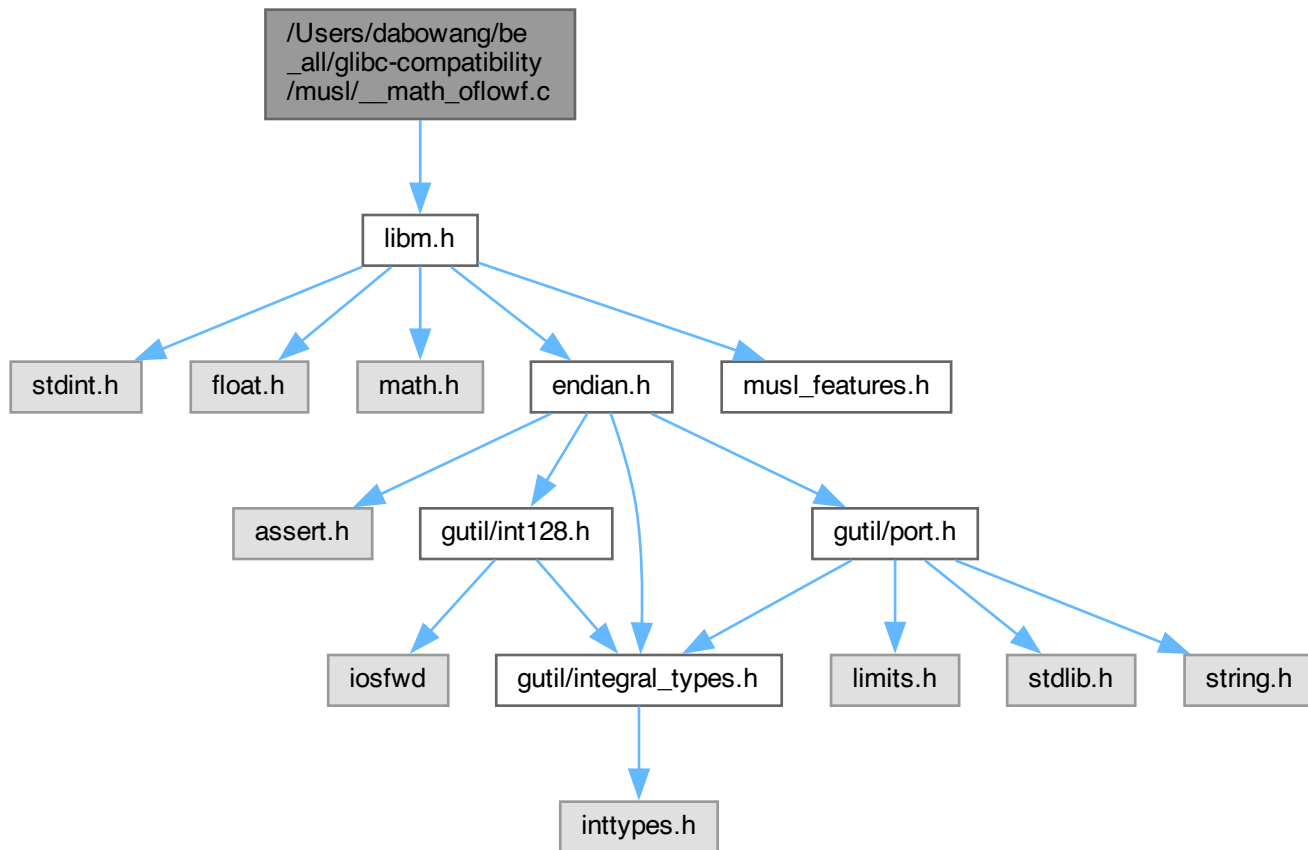 /Users/dabowang/be
_all/glibc-compatibility
/musl/__math_oflowf.c
libm.h
stdint.h
float.h
math.h
endian.h
musl_features.h
assert.h
gutil/int128.h
gutil/port.h
iosfwd
gutil/integral_types.h
limits.h
stdlib.h
string.h
inttypes.h